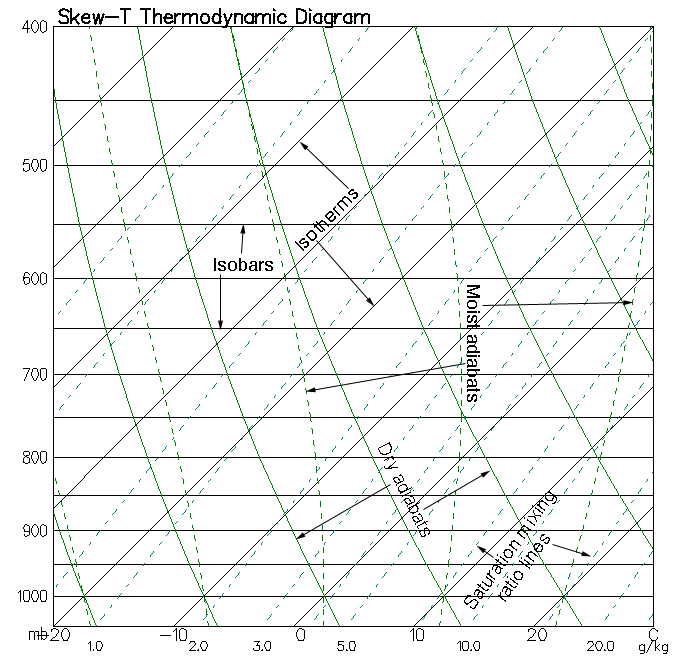 Skew-T Thermodynamic Diagram
400
500
Isotherms
Isobars
600
Moist adiabats
700
Dry adiabats
800
Saturation mixing
ratio lines
900
1000
mb -20 -10 0 10 20 C
1.0 2.0 3.0 5.0 10.0 20.0 g/kg